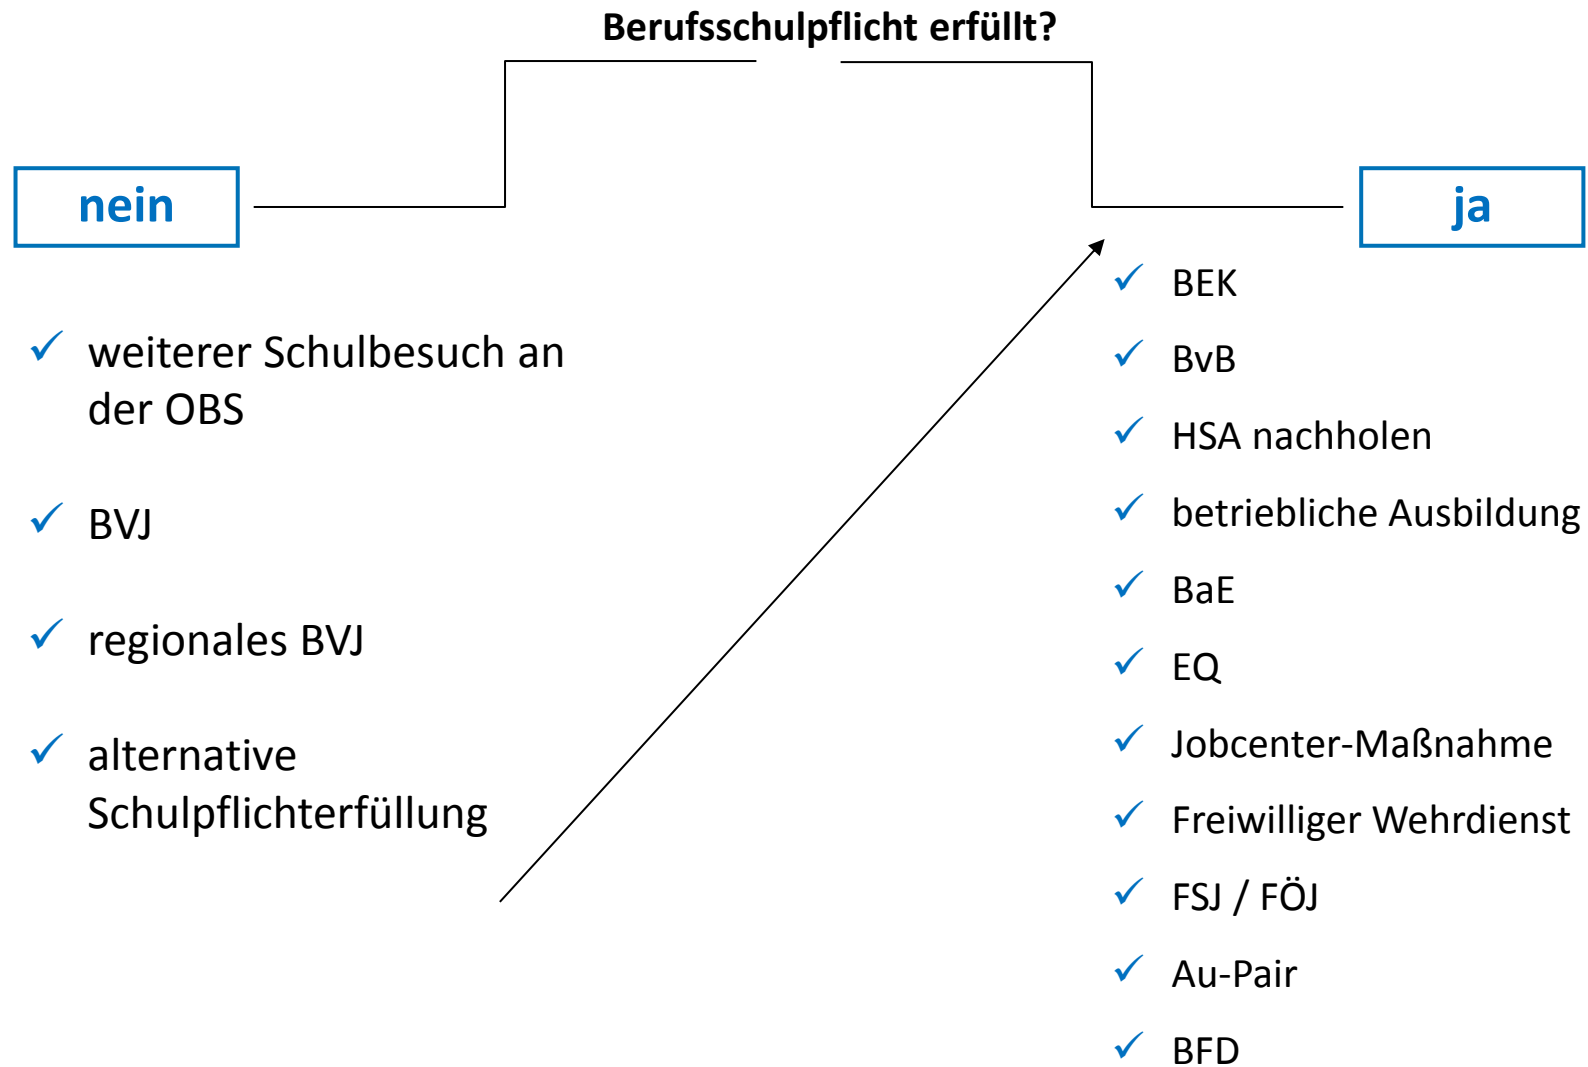 Berufsschulpflicht erfüllt?
nein
weiterer Schulbesuch an
der OBS
BVJ
regionales BVJ
alternative
Schulpflichterfüllung
ja
BEK
BvB
HSA nachholen
betriebliche Ausbildung
BaE
EQ
Jobcenter-Maßnahme
Freiwilliger Wehrdienst
FSJ / FÖJ
Au-Pair
BFD